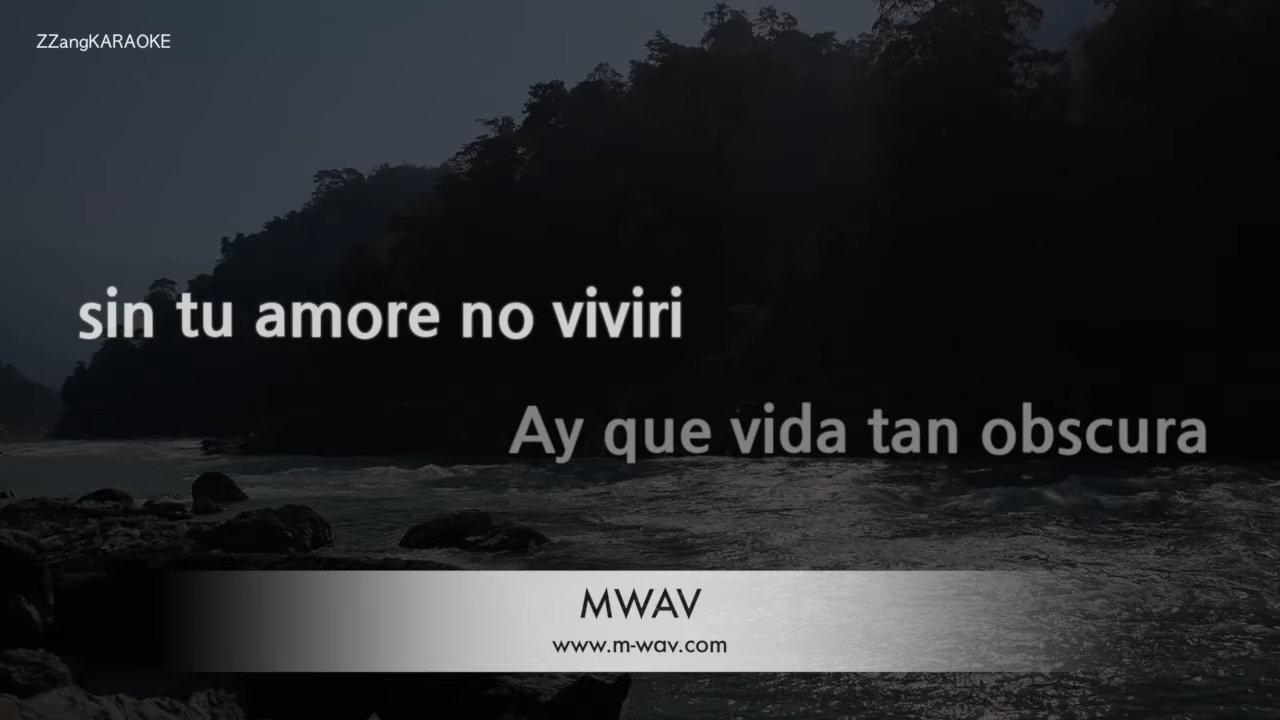 ZZangKARAOKE
sin tu amore no viviri
Ay que vida tan obscura
MWAV
www.m-wav.com